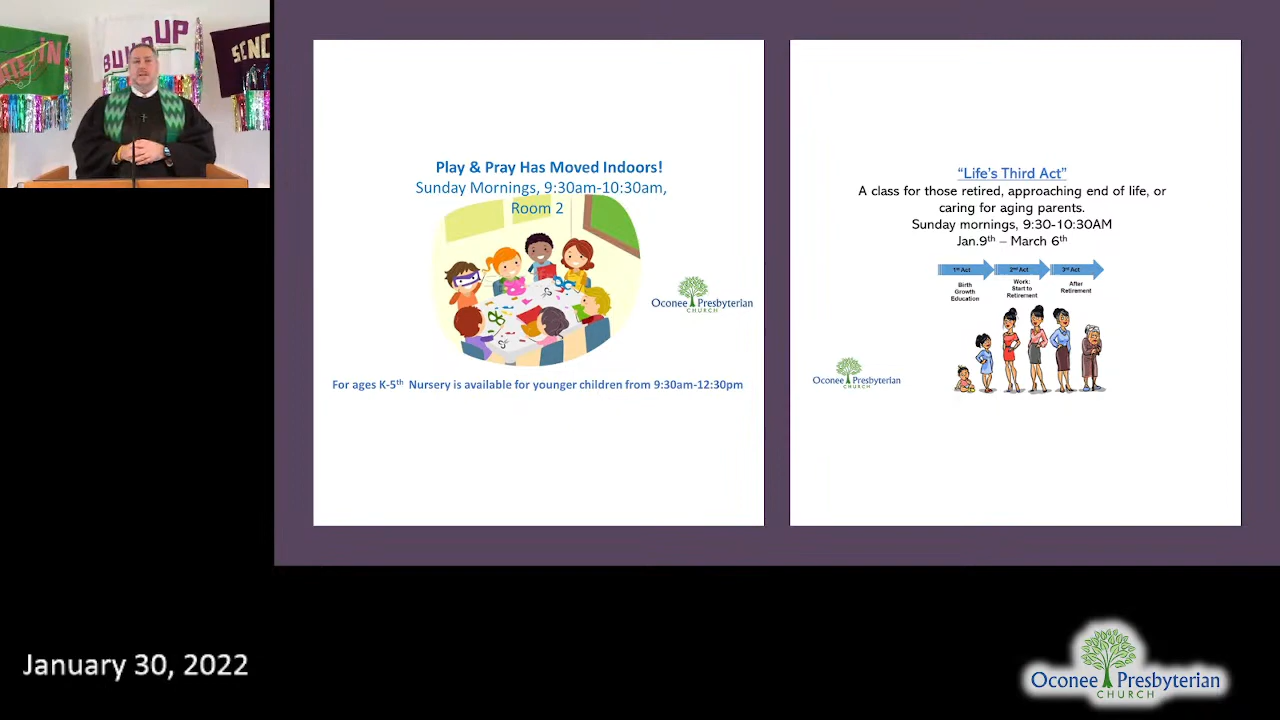 BUILD UP
SEND
Play & Pray Has Moved Indoors!
Sunday Mornings, 9:30am-10:30am,
Room 2
Oconee Presbyterian
CHURCH
For ages K-5th Nursery is available for younger children from 9:30am-12:30pm
“Life’s Third Act”
A class for those retired, approaching end of life, or
caring for aging parents.
Sunday mornings, 9:30-10:30AM
Jan.9th – March 6th
1st Act
2nd Act
3rd Act
Birth
Growth
Education
Work:
Start to
Retirement
After
Retirement
Oconee Presbyterian
CHURCH
January 30, 2022
Oconee Presbyterian
CHURCH